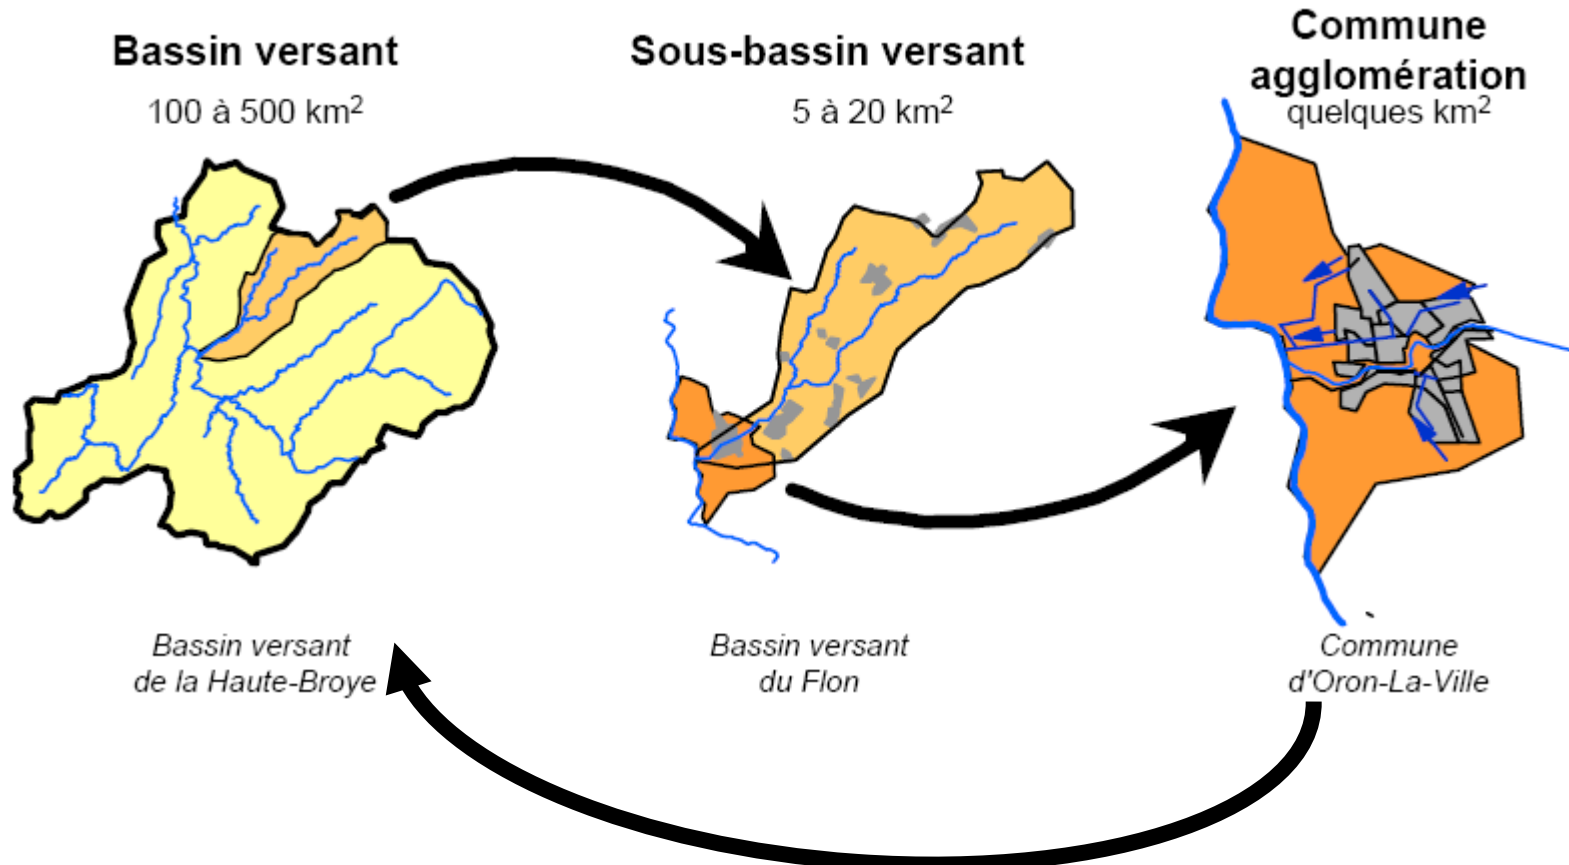 Bassin versant
100 à 500 km²
Sous-bassin versant
5 à 20 km²
Commune
agglomération
quelques km²
Bassin versant
de la Haute-Broye
Bassin versant
du Flon
Commune
d'Oron-La-Ville